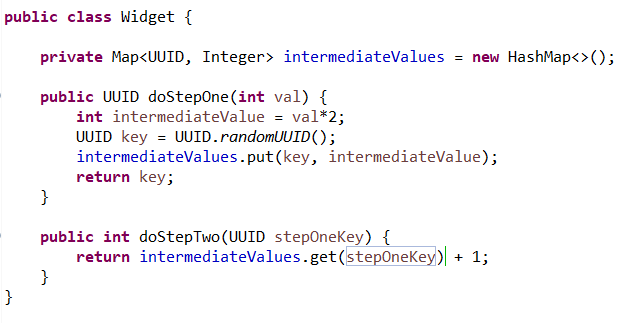 public class Widget {
private Map<UUID, Integer> intermediateValues = new HashMap<>();
public UUID doStepOne(int val) {
int intermediateValue = val*2;
UUID key = UUID.randomUUID();
intermediateValues.put(key, intermediateValue);
return key;
}
public int doStepTwo(UUID stepOneKey) {
return intermediateValues.get(stepOneKey) + 1;
}
}